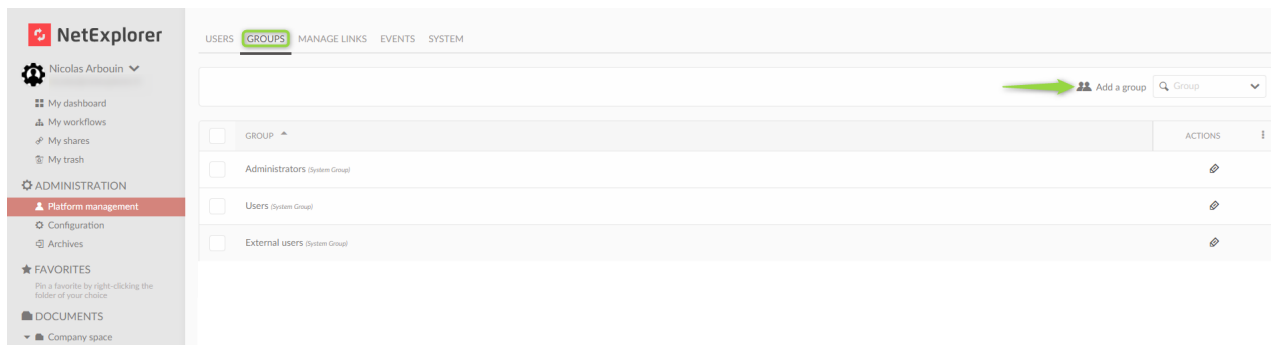 NetExplorer
Nicolas Arbouin
My dashboard
My workflows
My shares
My trash
ADMINISTRATION
Platform management
Configuration
Archives
FAVORITES
Pin a favorite by right-clicking the
folder of your choice
DOCUMENTS
Company space
USERS GROUPS MANAGE LINKS EVENTS SYSTEM
Add a group Group
GROUP ACTIONS
Administrators (System Group)
Users (System Group)
External users (System Group)